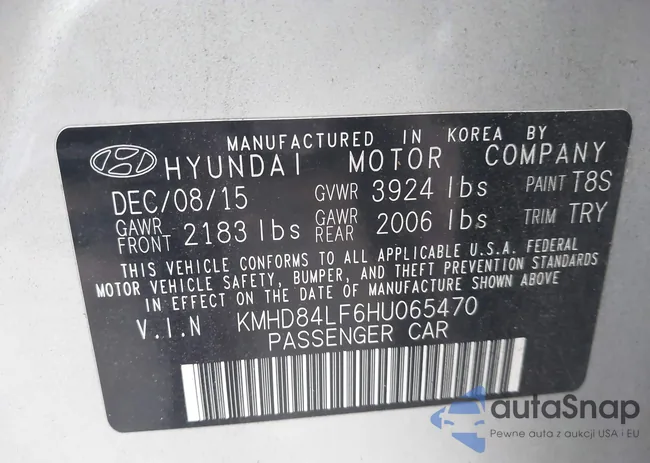 MANUFACTURED IN KOREA BY
HYUNDAI MOTOR COMPANY
DEC/08/15 GVWR 3924 lbs PAINT T8S
GAWR FRONT 2183 lbs GAWR REAR 2006 lbs TRIM TRY
THIS VEHICLE CONFORMS TO ALL APPLICABLE U.S.A. FEDERAL
MOTOR VEHICLE SAFETY, BUMPER, AND THEFT PREVENTION STANDARDS
IN EFFECT ON THE DATE OF MANUFACTURE SHOWN ABOVE
V.I.N KMHD84LF6HU065470
PASSENGER CAR
autaSnap
Pewne auta z aukcji USA i EU